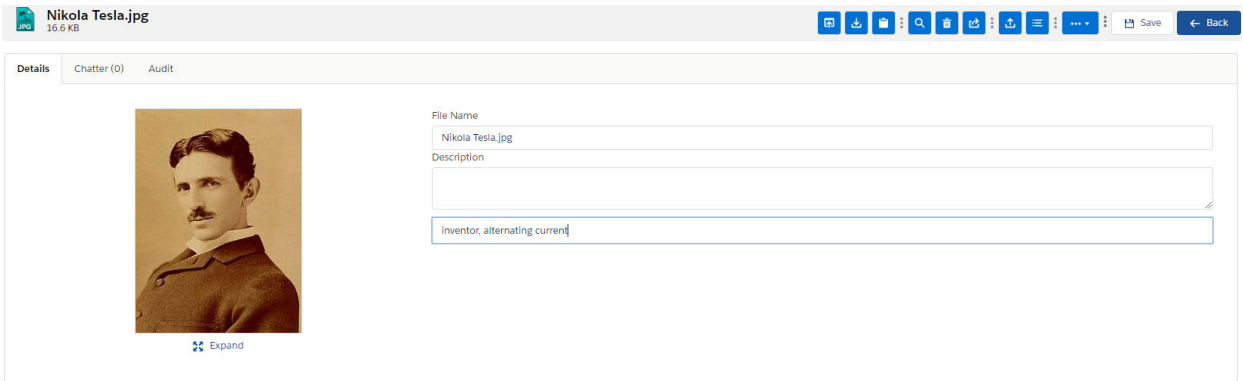 Nikola Tesla.jpg
JPG
16.6 KB
Save
Back
Details
Chatter (0)
Audit
File Name
Nikola Tesla.jpg
Description
inventor, alternating current
Expand